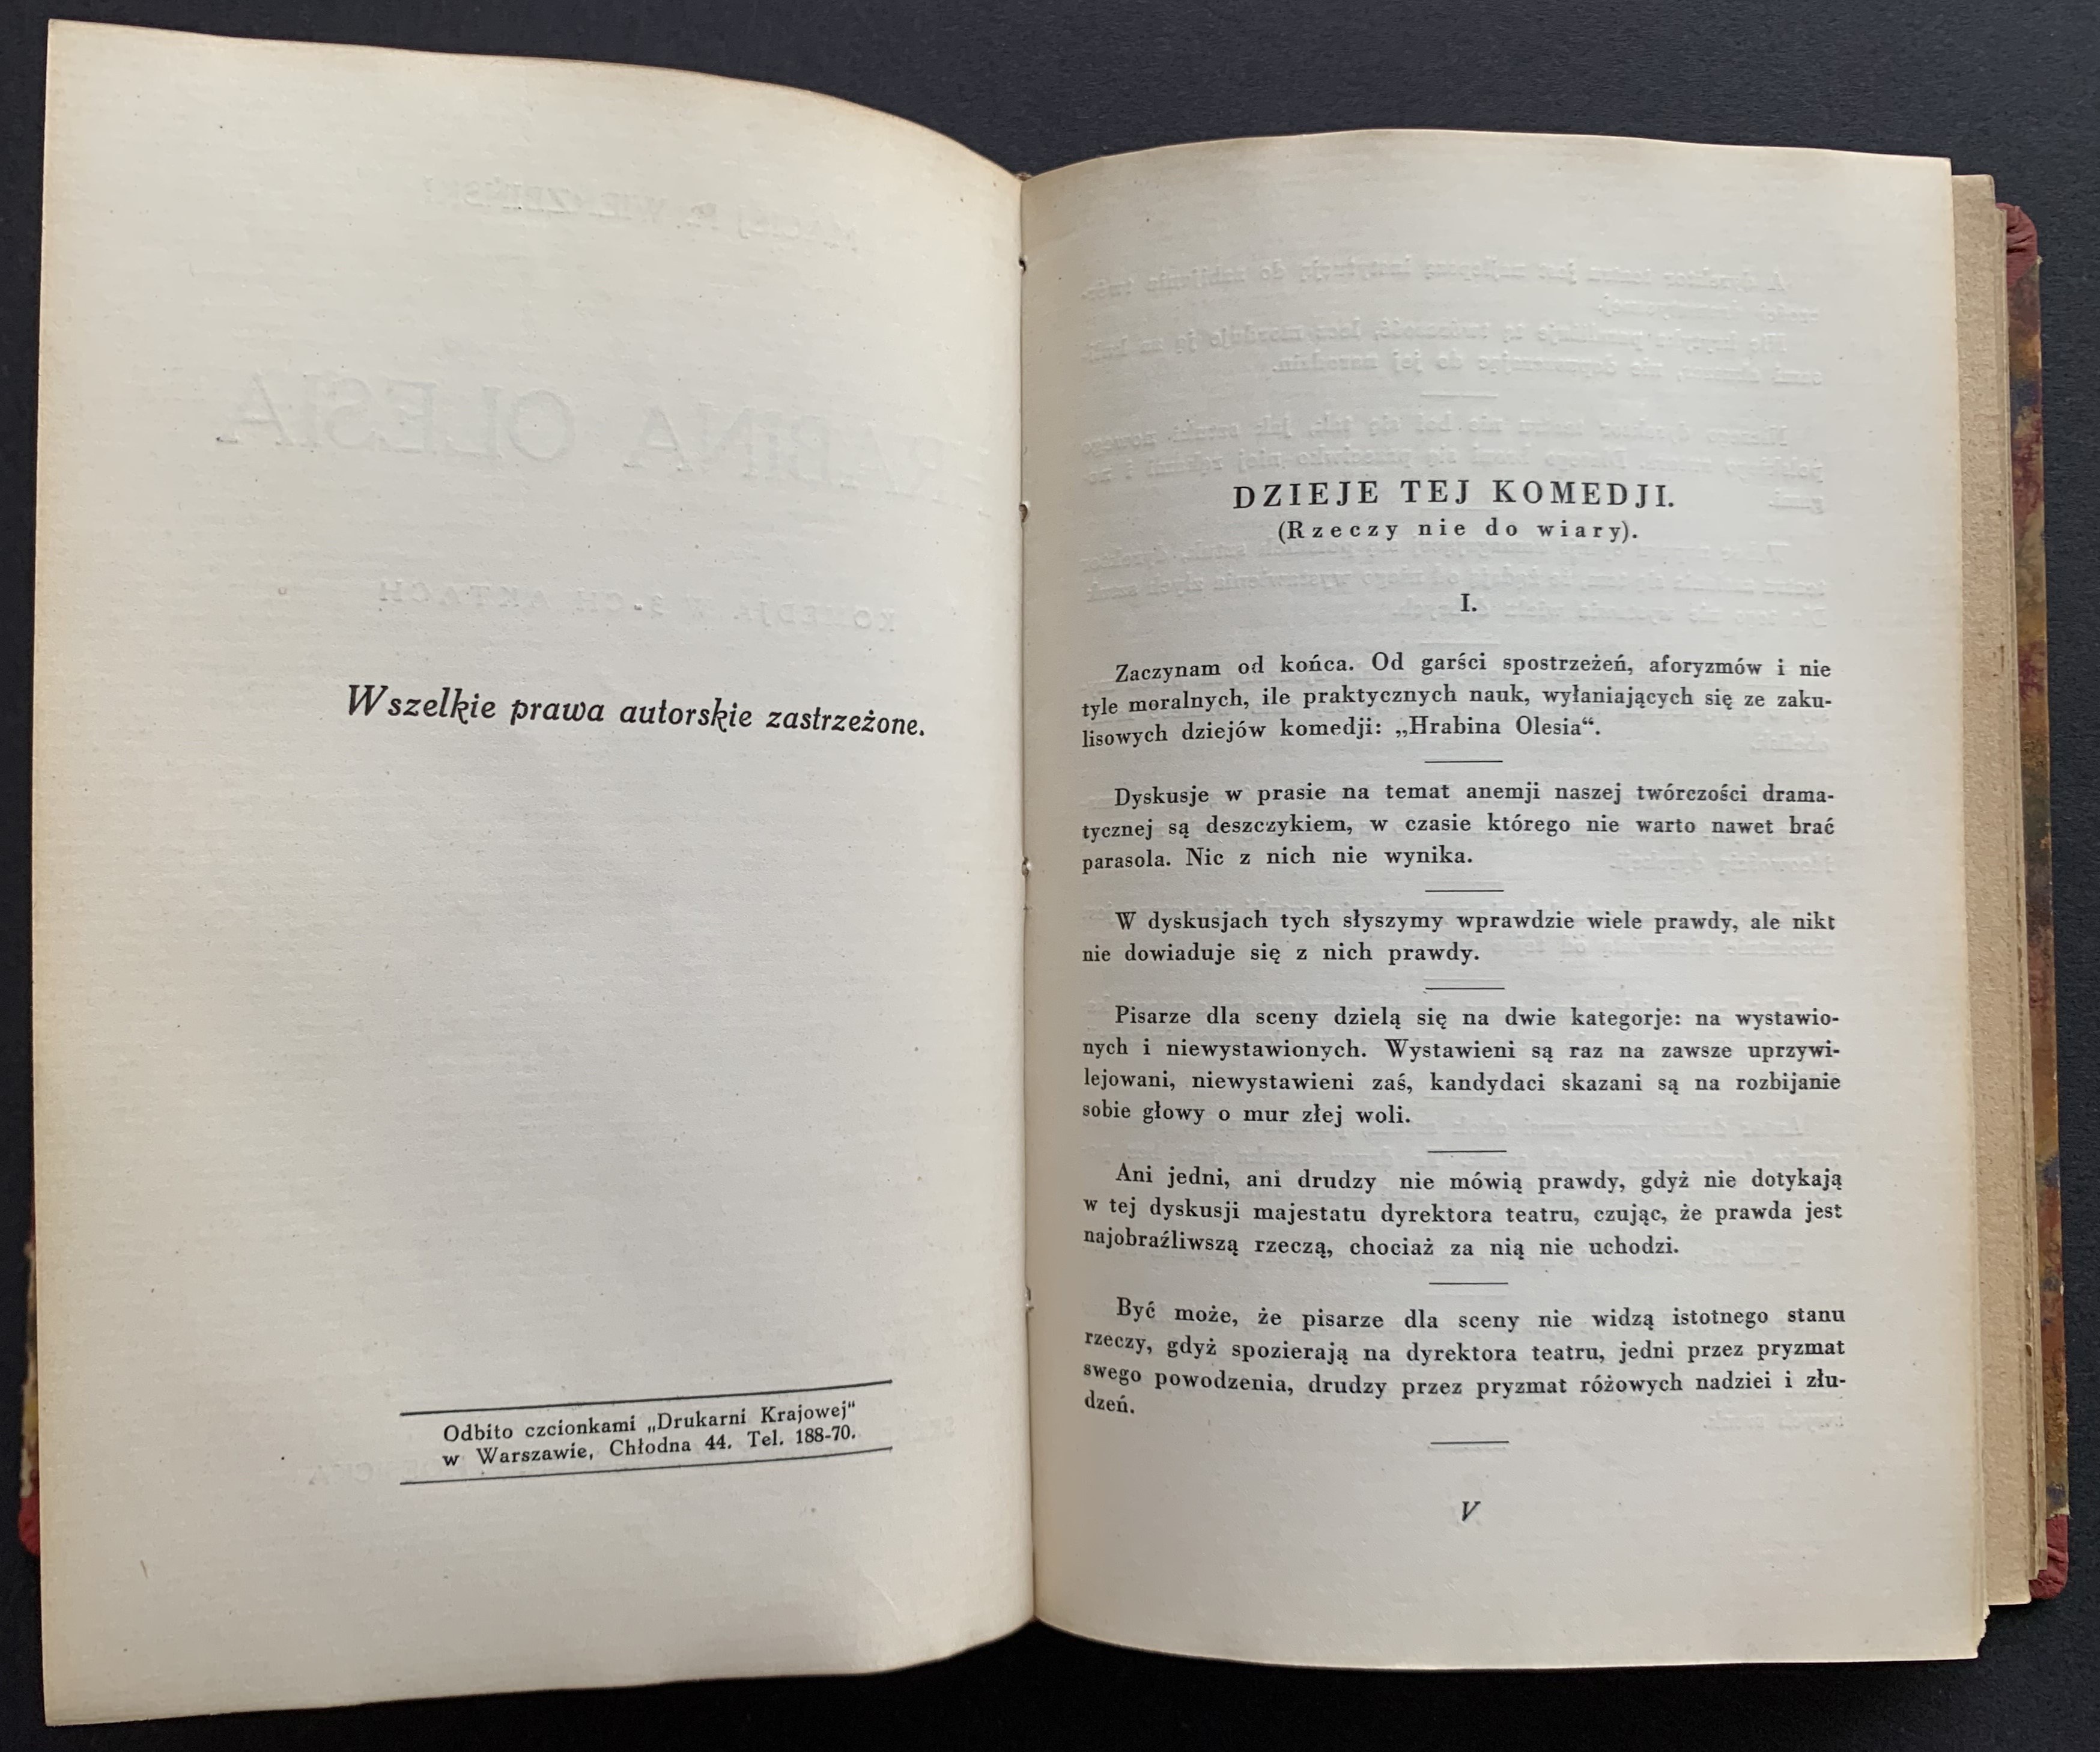 Wszelkie prawa autorskie zastrzeżone.
Odbito czcionkami „Drukarni Krajowej“
w Warszawie, Chłodna 44. Tel. 188-70.
DZIEJE TEJ KOMEDJI.
(Rzeczy nie do wiary).
I.
Zaczynam od końca. Od garści spostrzeżeń, aforyzmów i nie
tyle moralnych, ile praktycznych nauk, wyłaniających się ze zaku-
lisowych dziejów komedji: „Hrabina Olesia“.
Dyskusje w prasie na temat anemji naszej twórczości drama-
tycznej są deszczykiem, w czasie którego nie warto nawet brać
parasola. Nic z nich nie wynika.
W dyskusjach tych słyszymy wprawdzie wiele prawdy, ale nikt
nie dowiaduje się z nich prawdy.
Pisarze dla sceny dzielą się na dwie kategorje: na wystawio-
nych i niewystawionych. Wystawieni są raz na zawsze uprzywi-
lejowani, niewystawieni zaś, kandydaci skazani są na rozbijanie
sobie głowy o mur złej woli.
Ani jedni, ani drudzy nie mówią prawdy, gdyż nie dotykają
w tej dyskusji majestatu dyrektora teatru, czując, że prawda jest
najobraźliwszą rzeczą, chociaż za nią nie uchodzi.
Być może, że pisarze dla sceny nie widzą istotnego stanu
rzeczy, gdyż spozierają na dyrektora teatru, jedni przez pryzmat
swego powodzenia, drudzy przez pryzmat różowych nadziei i złu-
dzeń.
V